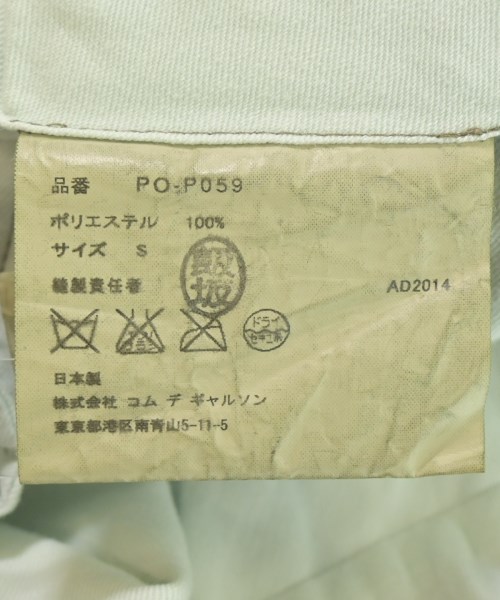 品番 PO-P059
ポリエステル 100%
サイズ S
縫製責任者
AD2014
ドライ
日本製
株式会社 コム デ ギャルソン
東京都港区南青山5-11-5